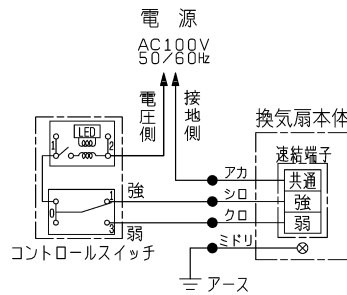 電源
AC100V
50/60Hz
電圧側
接地側
換気扇本体
速結端子
LED
1
2
アカ
共通
シロ
強
クロ
弱
ミドリ
1
強
0
3
弱
コントロールスイッチ
アース